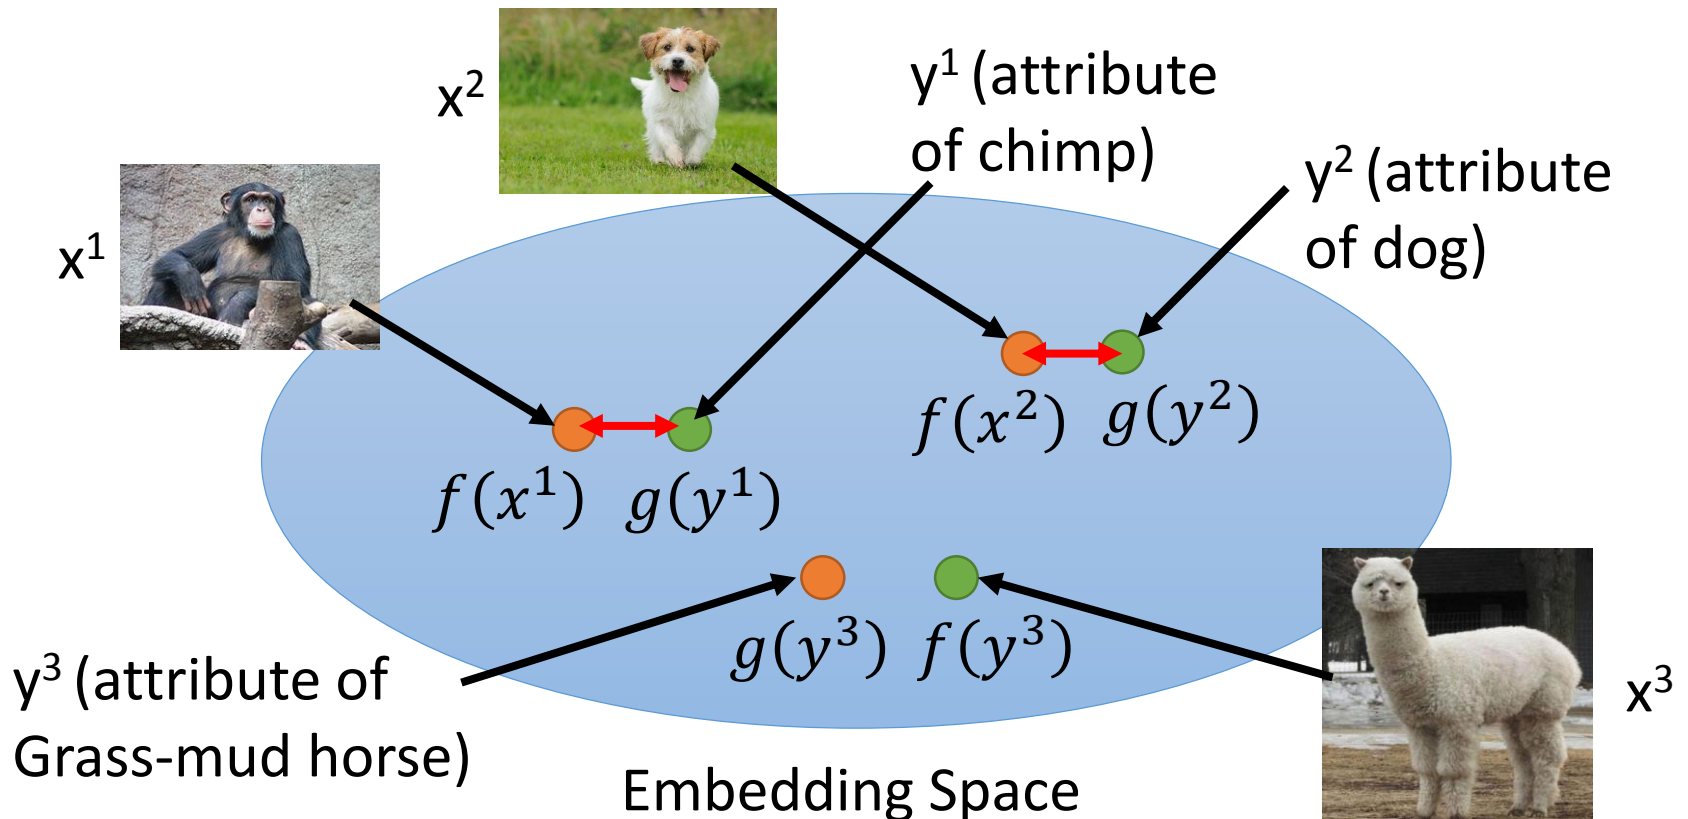 x²
y¹ (attribute
of chimp)
y² (attribute
of dog)
x¹
f(x²) g(y²)
f(x¹) g(y¹)
g(y³) f(y³)
y³ (attribute of
Grass-mud horse)
x³
Embedding Space